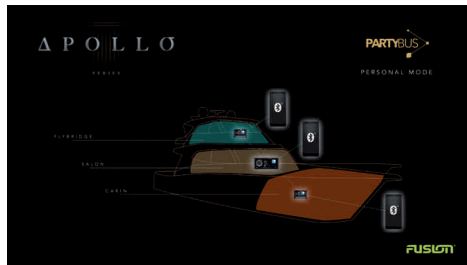 APOLLO
SERIES
PARTYBUS
PERSONAL MODE
FLYBRIDGE
SALON
CABIN
FUSION